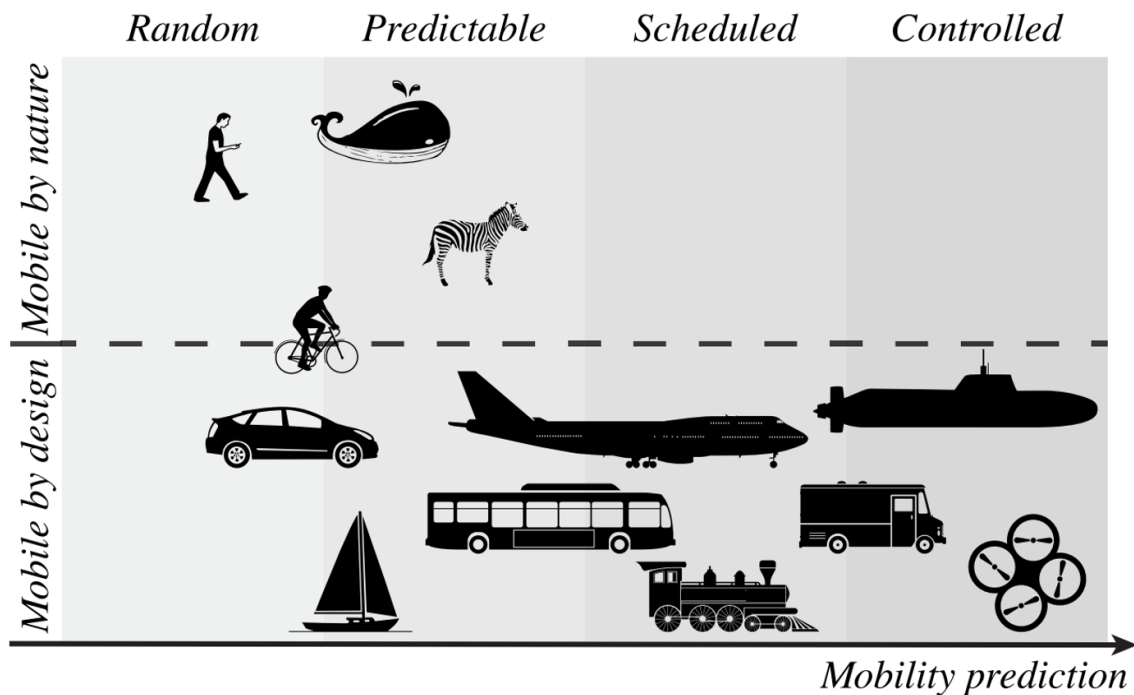 Random
Predictable
Scheduled
Controlled
Mobile by nature
Mobile by design
Mobility prediction